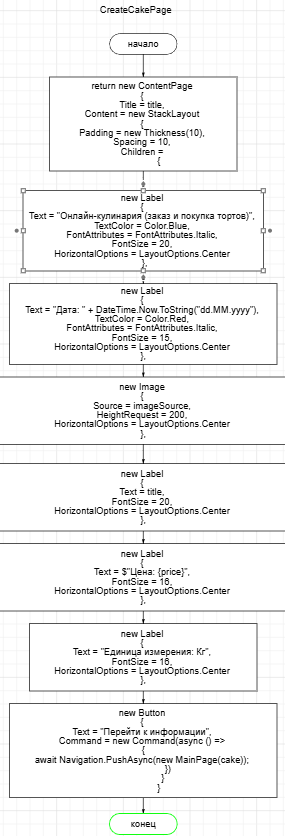 CreateCakePage
начало
return new ContentPage
{
Title = title,
Content = new StackLayout
{
Padding = new Thickness(10),
Spacing = 10,
Children =
{
new Label
{
Text = "Онлайн-кулинария (заказ и покупка тортов)",
TextColor = Color.Blue,
FontAttributes = FontAttributes.Italic,
FontSize = 20,
HorizontalOptions = LayoutOptions.Center
},
new Label
{
Text = "Дата: " + DateTime.Now.ToString("dd.MM.yyyy"),
TextColor = Color.Red,
FontAttributes = FontAttributes.Italic,
FontSize = 15,
HorizontalOptions = LayoutOptions.Center
},
new Image
{
Source = imageSource,
HeightRequest = 200,
HorizontalOptions = LayoutOptions.Center
},
new Label
{
Text = title,
FontSize = 20,
HorizontalOptions = LayoutOptions.Center
},
new Label
{
Text = $"Цена: {price}",
FontSize = 16,
HorizontalOptions = LayoutOptions.Center
},
new Label
{
Text = "Единица измерения: Кг",
FontSize = 16,
HorizontalOptions = LayoutOptions.Center
},
new Button
{
Text = "Перейти к информации",
Command = new Command(async () =>
{
await Navigation.PushAsync(new MainPage(cake));
})
}
}
конец